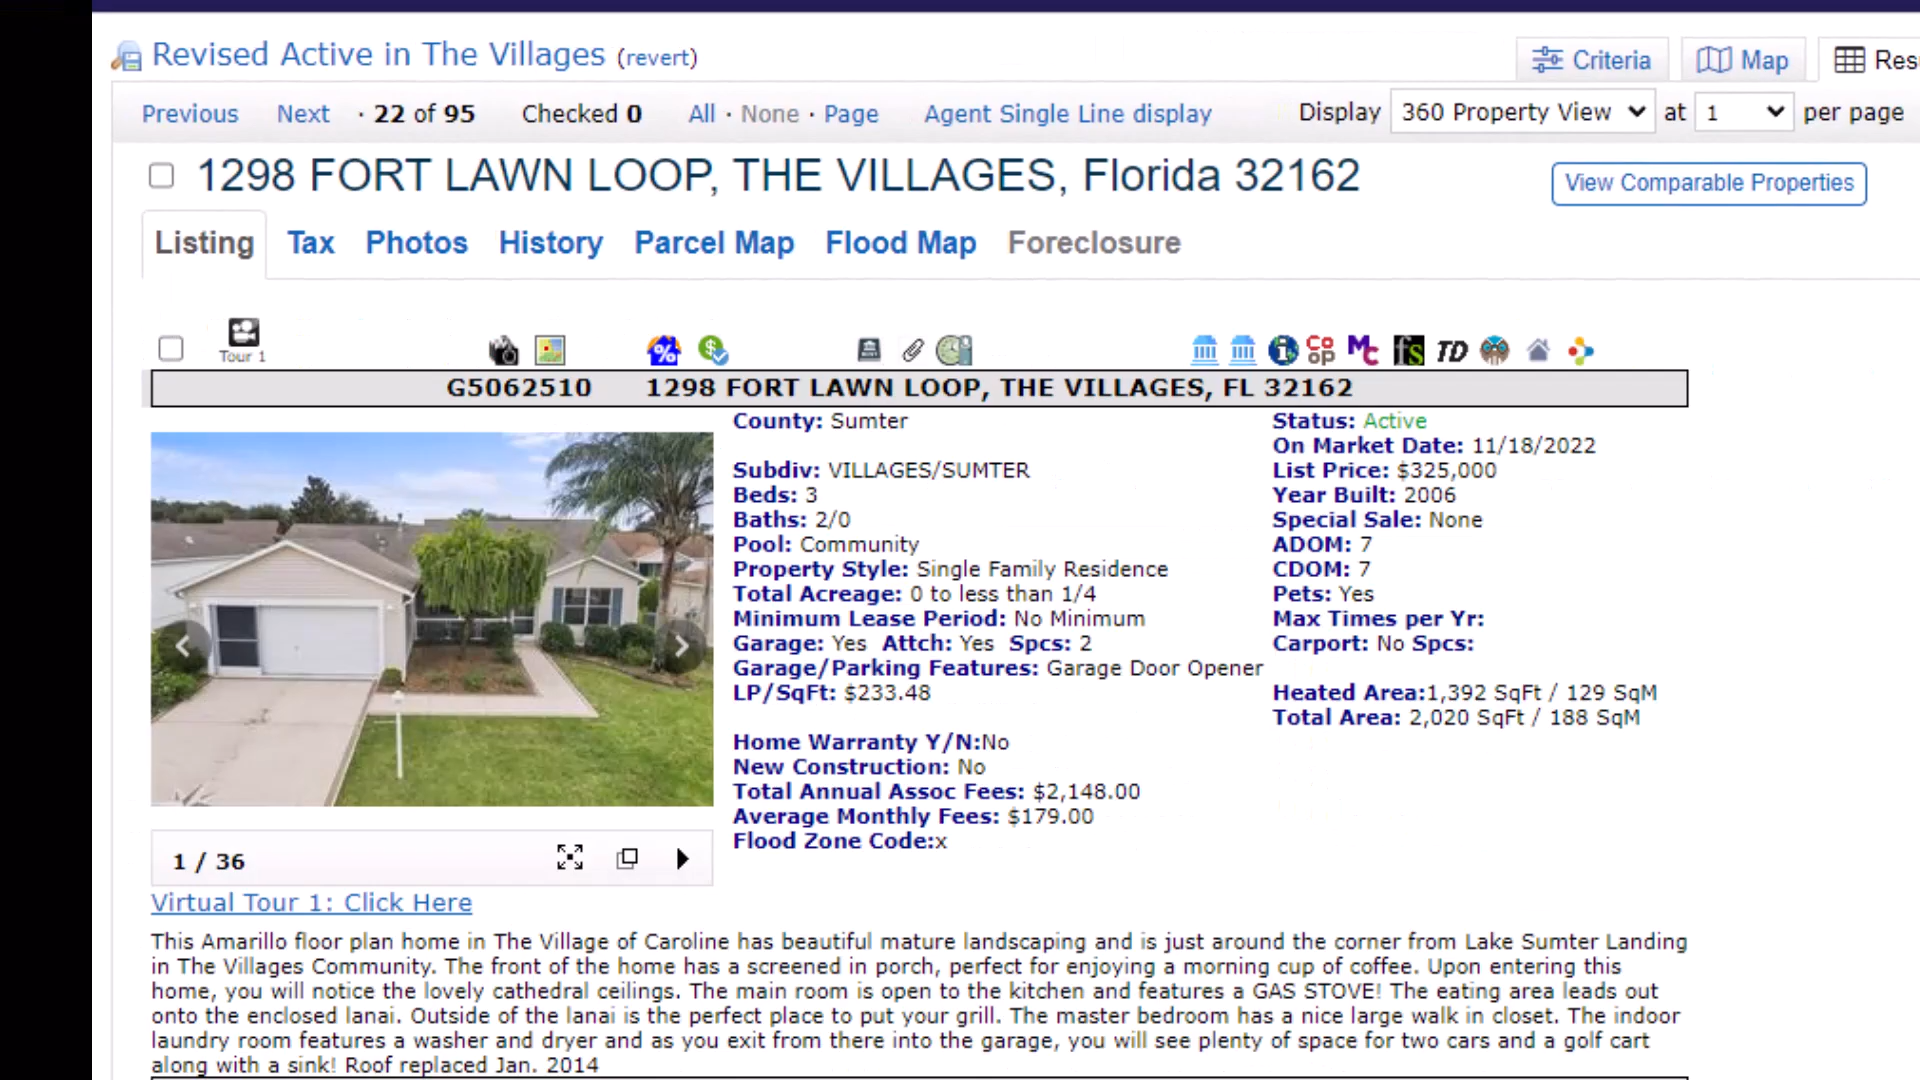 Revised Active in The Villages (revert)
Criteria
Map
Previous Next · 22 of 95 Checked 0 All · None · Page Agent Single Line display Display 360 Property View at 1 per page
1298 FORT LAWN LOOP, THE VILLAGES, Florida 32162
View Comparable Properties
Listing Tax Photos History Parcel Map Flood Map Foreclosure
Tour 1
G5062510 1298 FORT LAWN LOOP, THE VILLAGES, FL 32162
County: Sumter
Subdiv: VILLAGES/SUMTER
Beds: 3
Baths: 2/0
Pool: Community
Property Style: Single Family Residence
Total Acreage: 0 to less than 1/4
Minimum Lease Period: No Minimum
Garage: Yes Attch: Yes Spcs: 2
Garage/Parking Features: Garage Door Opener
LP/SqFt: $233.48
Home Warranty Y/N:No
New Construction: No
Total Annual Assoc Fees: $2,148.00
Average Monthly Fees: $179.00
Flood Zone Code:x
Status: Active
On Market Date: 11/18/2022
List Price: $325,000
Year Built: 2006
Special Sale: None
ADOM: 7
CDOM: 7
Pets: Yes
Max Times per Yr:
Carport: No Spcs:
Heated Area:1,392 SqFt / 129 SqM
Total Area: 2,020 SqFt / 188 SqM
1 / 36
Virtual Tour 1: Click Here
This Amarillo floor plan home in The Village of Caroline has beautiful mature landscaping and is just around the corner from Lake Sumter Landing
in The Villages Community. The front of the home has a screened in porch, perfect for enjoying a morning cup of coffee. Upon entering this
home, you will notice the lovely cathedral ceilings. The main room is open to the kitchen and features a GAS STOVE! The eating area leads out
onto the enclosed lanai. Outside of the lanai is the perfect place to put your grill. The master bedroom has a nice large walk in closet. The indoor
laundry room features a washer and dryer and as you exit from there into the garage, you will see plenty of space for two cars and a golf cart
along with a sink! Roof replaced Jan. 2014